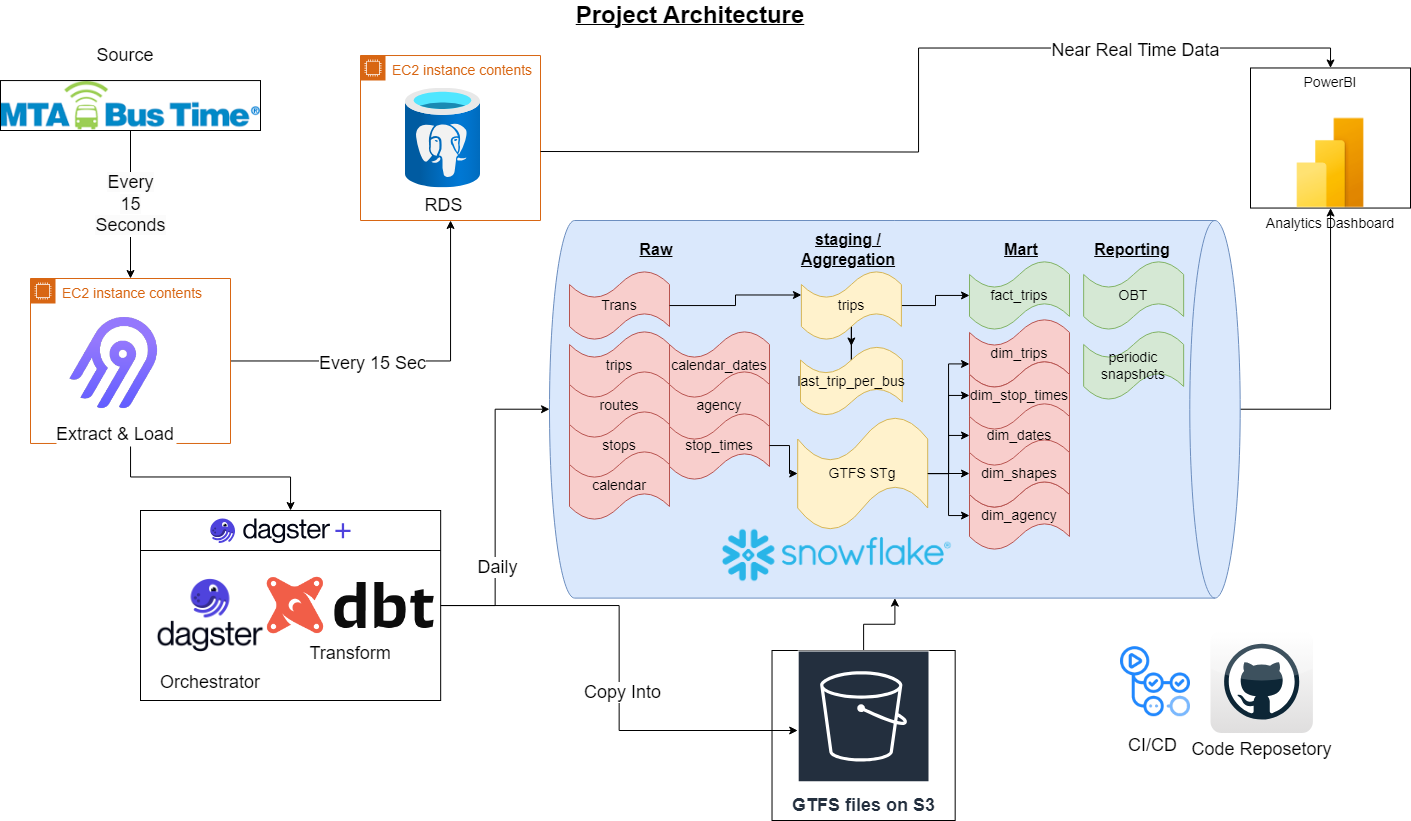 Project Architecture
Source
MTA Bus Time®
Every
15
Seconds
EC2 instance contents
RDS
Near Real Time Data
PowerBI
Analytics Dashboard
EC2 instance contents
Extract & Load
Every 15 Sec
Raw
staging /
Aggregation
Mart
Reporting
Trans
trips
fact_trips
OBT
trips
calendar_dates
last_trip_per_bus
dim_trips
periodic
snapshots
routes
agency
dim_stop_times
stops
stop_times
dim_dates
calendar
GTFS STg
dim_shapes
dim_agency
snowflake®
dagster +
dagster
dbt
Transform
Orchestrator
Daily
Copy Into
GTFS files on S3
CI/CD
Code Reposetory